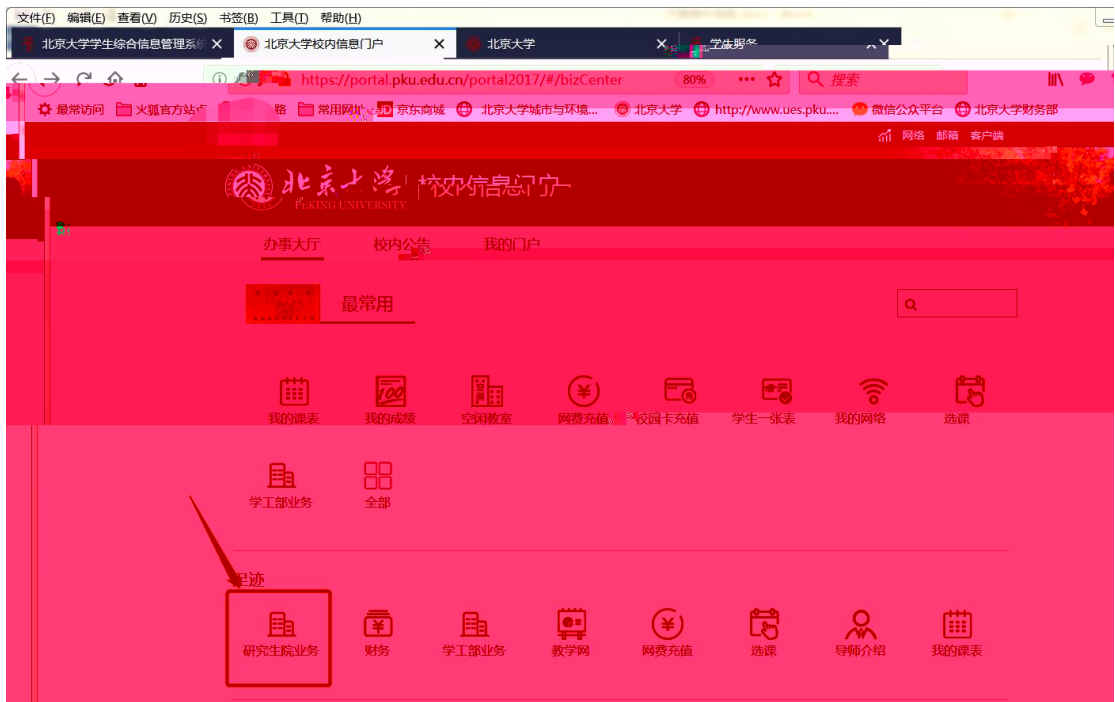 文件(F) 编辑(E) 查看(V) 历史(S) 书签(B) 工具(T) 帮助(H)
北京大学学生综合信息管理系统 北京大学校内信息门户 北京大学 学生服务
https://portal.pku.edu.cn/portal2017/#/bizCenter 80% 搜索
最常访问 火狐官方站点 常用网址 京东商城 北京大学城市与环境... 北京大学 http://www.ues.pku.... 微信公众平台 北京大学财务部
网络 邮箱 客户端
北京大学 校内信息门户
PEKING UNIVERSITY
办事大厅 校内公告 我的门户
最常用
我的课表 我的成绩 空闲教室 网费充值 校园卡充值 学生一张表 我的网络 选课
学工部业务 全部
足迹
研究生院业务 财务 学工部业务 教学网 网费充值 选课 导师介绍 我的课表